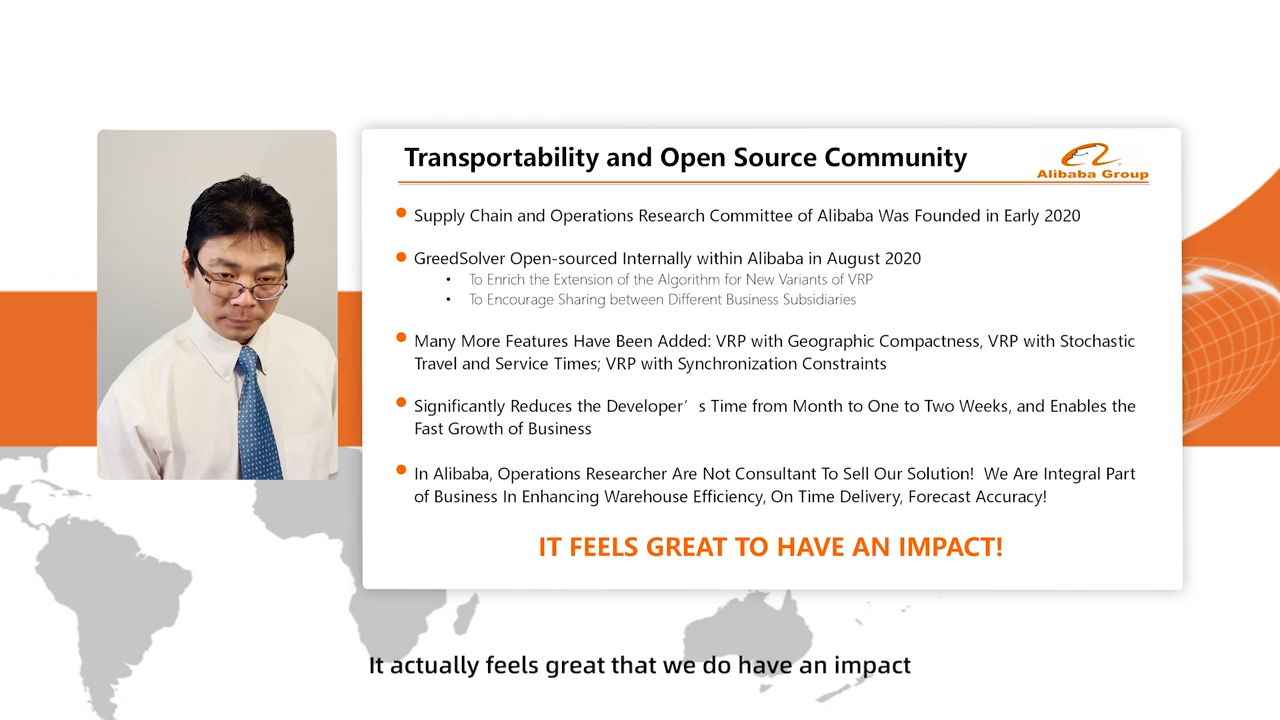 Transportability and Open Source Community
Alibaba Group
Supply Chain and Operations Research Committee of Alibaba Was Founded in Early 2020
GreedSolver Open-sourced Internally within Alibaba in August 2020
• To Enrich the Extension of the Algorithm for New Variants of VRP
• To Encourage Sharing between Different Business Subsidiaries
Many More Features Have Been Added: VRP with Geographic Compactness, VRP with Stochastic
Travel and Service Times; VRP with Synchronization Constraints
Significantly Reduces the Developer’ s Time from Month to One to Two Weeks, and Enables the
Fast Growth of Business
In Alibaba, Operations Researcher Are Not Consultant To Sell Our Solution! We Are Integral Part
of Business In Enhancing Warehouse Efficiency, On Time Delivery, Forecast Accuracy!
IT FEELS GREAT TO HAVE AN IMPACT!
It actually feels great that we do have an impact